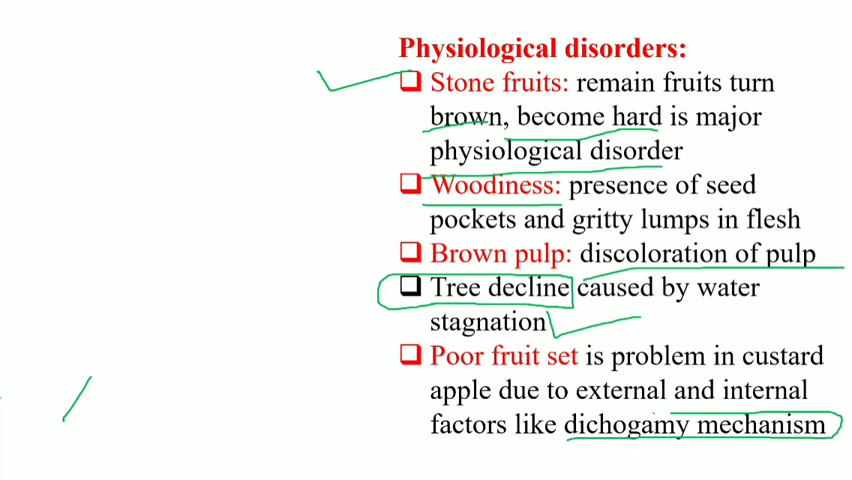 Physiological disorders:
❑ Stone fruits: remain fruits turn
brown, become hard is major
physiological disorder
❑ Woodiness: presence of seed
pockets and gritty lumps in flesh
❑ Brown pulp: discoloration of pulp
❑ Tree decline caused by water
stagnation
❑ Poor fruit set is problem in custard
apple due to external and internal
factors like dichogamy mechanism